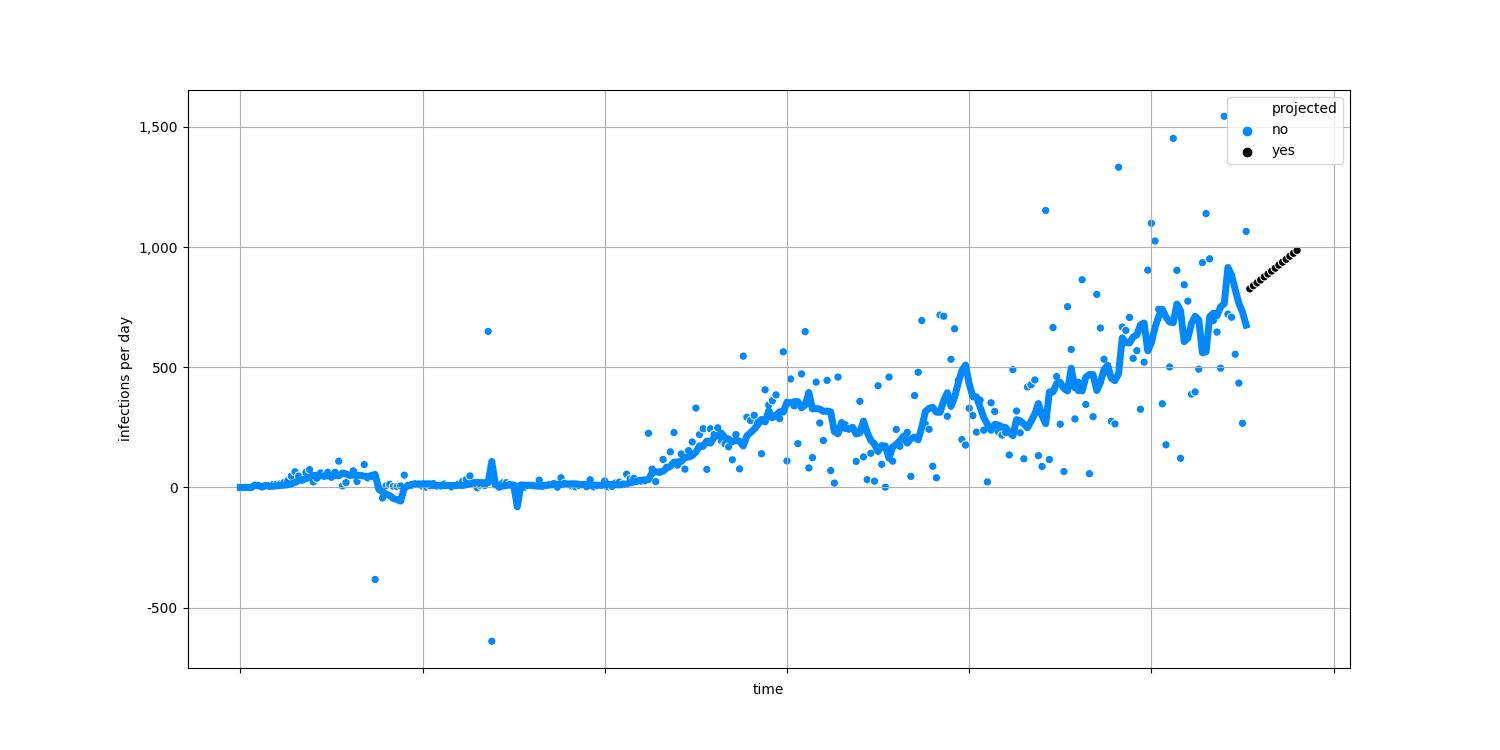 projected
no
yes
1,500
1,000
500
0
-500
infections per day
time